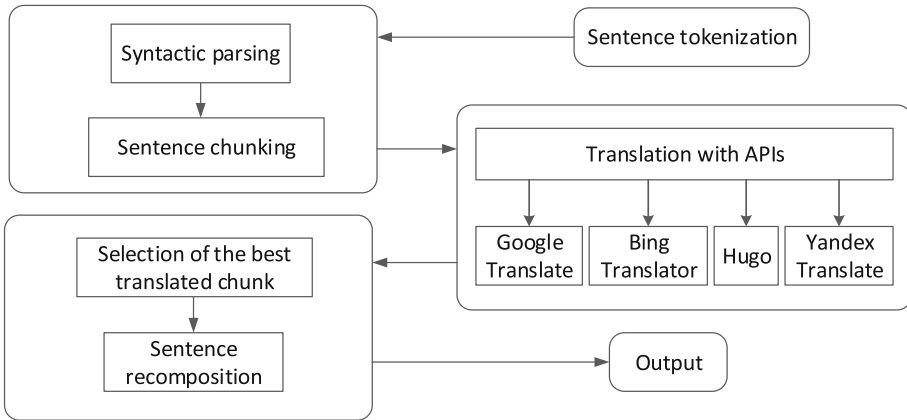 Sentence tokenization
Syntactic parsing
Sentence chunking
Translation with APIs
Google
Translate
Bing
Translator
Hugo
Yandex
Translate
Selection of the best
translated chunk
Sentence
recomposition
Output